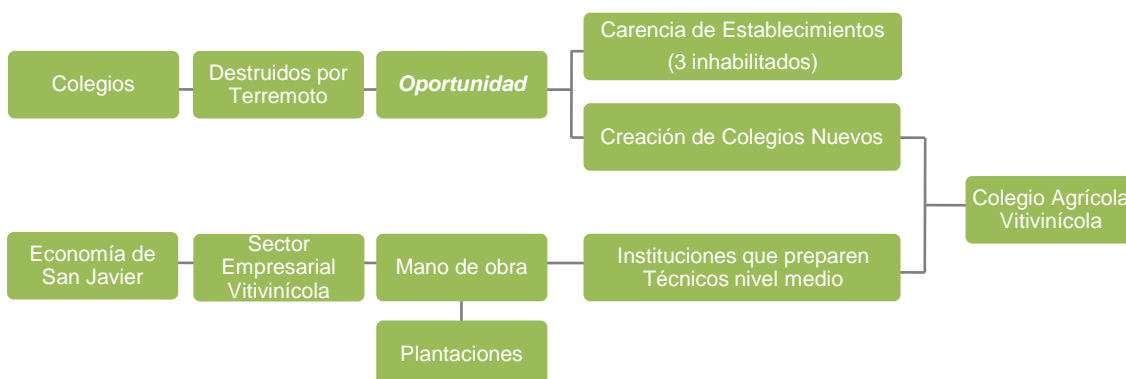 Colegios
Destruidos por
Terremoto
Oportunidad
Carencia de Establecimientos
(3 inhabilitados)
Creación de Colegios Nuevos
Colegio Agrícola
Vitivinícola
Economía de
San Javier
Sector
Empresarial
Vitivinícola
Mano de obra
Instituciones que preparen
Técnicos nivel medio
Plantaciones